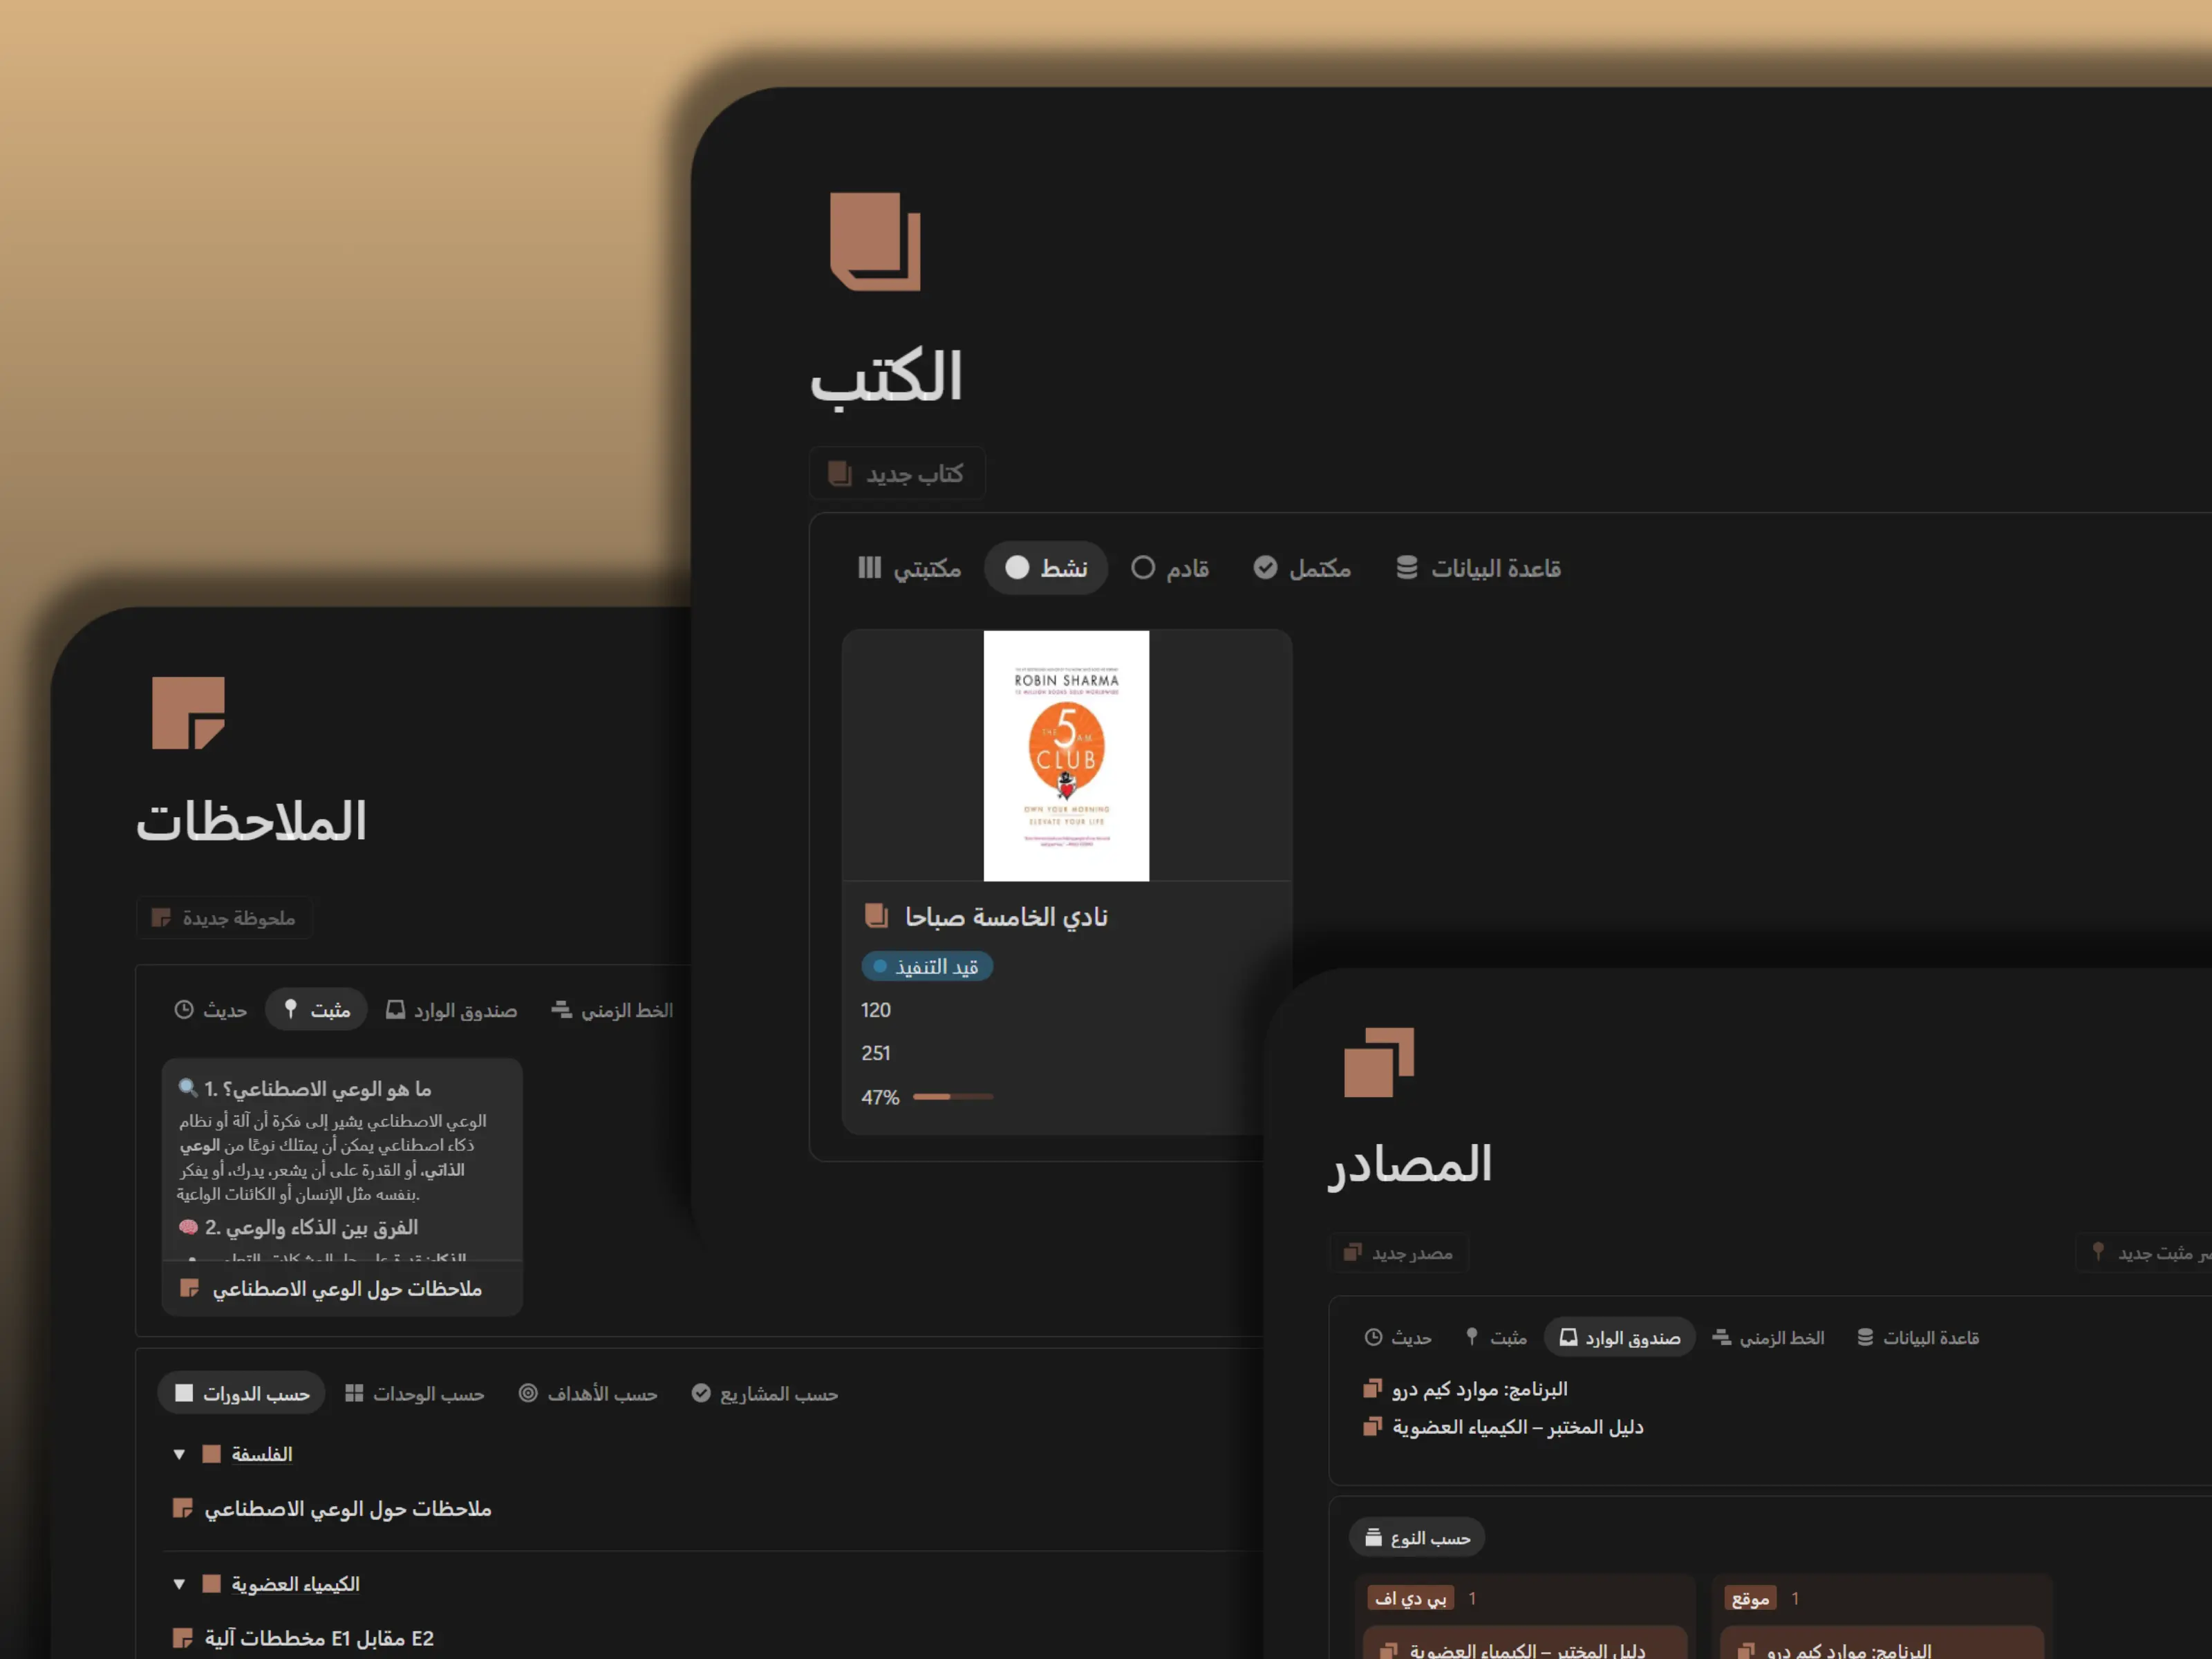 الكتب
كتاب جديد
مكتبتي
نشط
قادم
مكتمل
قاعدة البيانات
ROBIN SHARMA
THE 5 AM
CLUB
OWN YOUR MORNING
ELEVATE YOUR LIFE
نادي الخامسة صباحا
قيد التنفيذ
120
251
47%
الملاحظات
ملحوظة جديدة
حديث
مثبت
صندوق الوارد
الخط الزمني
1. ما هو الوعي الاصطناعي؟
الوعي الاصطناعي يشير إلى فكرة أن آلة أو نظام
ذكاء اصطناعي يمكن أن يمتلك نوعًا من الوعي
الذاتي، أو القدرة على أن يشعر، يدرك، أو يفكر
بنفسه مثل الإنسان أو الكائنات الواعية.
2. الفرق بين الذكاء والوعي
ملاحظات حول الوعي الاصطناعي
حسب الدورات
حسب الوحدات
حسب الأهداف
حسب المشاريع
الفلسفة
ملاحظات حول الوعي الاصطناعي
الكيمياء العضوية
مخططات آلية E1 مقابل E2
المصادر
مصدر جديد
مثبت جديد
حديث
مثبت
صندوق الوارد
الخط الزمني
قاعدة البيانات
البرنامج: موارد كيم درو
دليل المختبر – الكيمياء العضوية
حسب النوع
بي دي اف 1
موقع 1
دليل المختبر – الكيمياء العضوية
البرنامج: موارد كيم درو